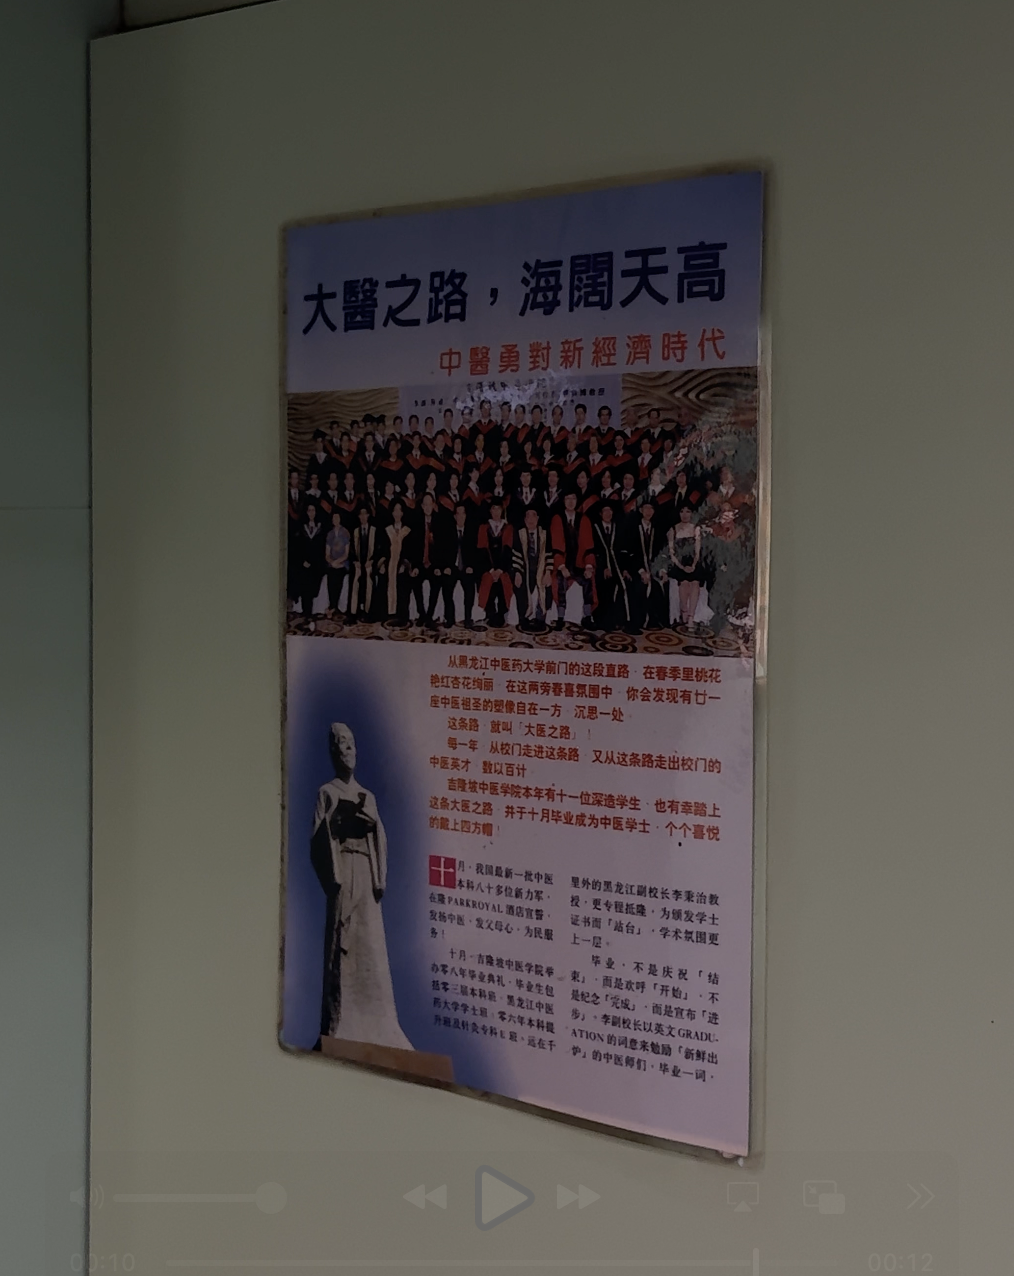 大醫之路，海闊天高
中醫勇對新經濟時代
从黑龙江中医药大学前门的这段直路，在春季里桃花
艳红杏花绚丽，在这两旁春喜氛围中，你会发现有廿一
座中医祖圣的塑像自在一方，沉思一处。
这条路，就叫「大医之路」！
每一年，从校门走进这条路，又从这条路走出校门的
中医英才，数以百计。
吉隆坡中医学院本年有十一位深造学生，也有幸踏上
这条大医之路，并于十月毕业成为中医学士，个个喜悦
的戴上四方帽！
十月，我国最新一批中医
本科八十多位新力军，
在隆PARKROYAL酒店宣誓，
发扬中医，发父母心，为民服
务！
十月，吉隆坡中医学院举
办零八年毕业典礼，毕业生包
括零三届本科班，黑龙江中医
药大学学士班，零六年本科提
升班及针灸专科E班，远在千
里外的黑龙江副校长李秉治教
授，更专程抵隆，为颁发学士
证书而「站台」，学术氛围更
上一层。
毕业，不是庆祝「结
束」，而是欢呼「开始」，不
是纪念「完成」，而是宣布「进
步」。李副校长以英文GRADU-
ATION的词意来勉励「新鲜出
炉」的中医师们，毕业一词，
00:10
00:12